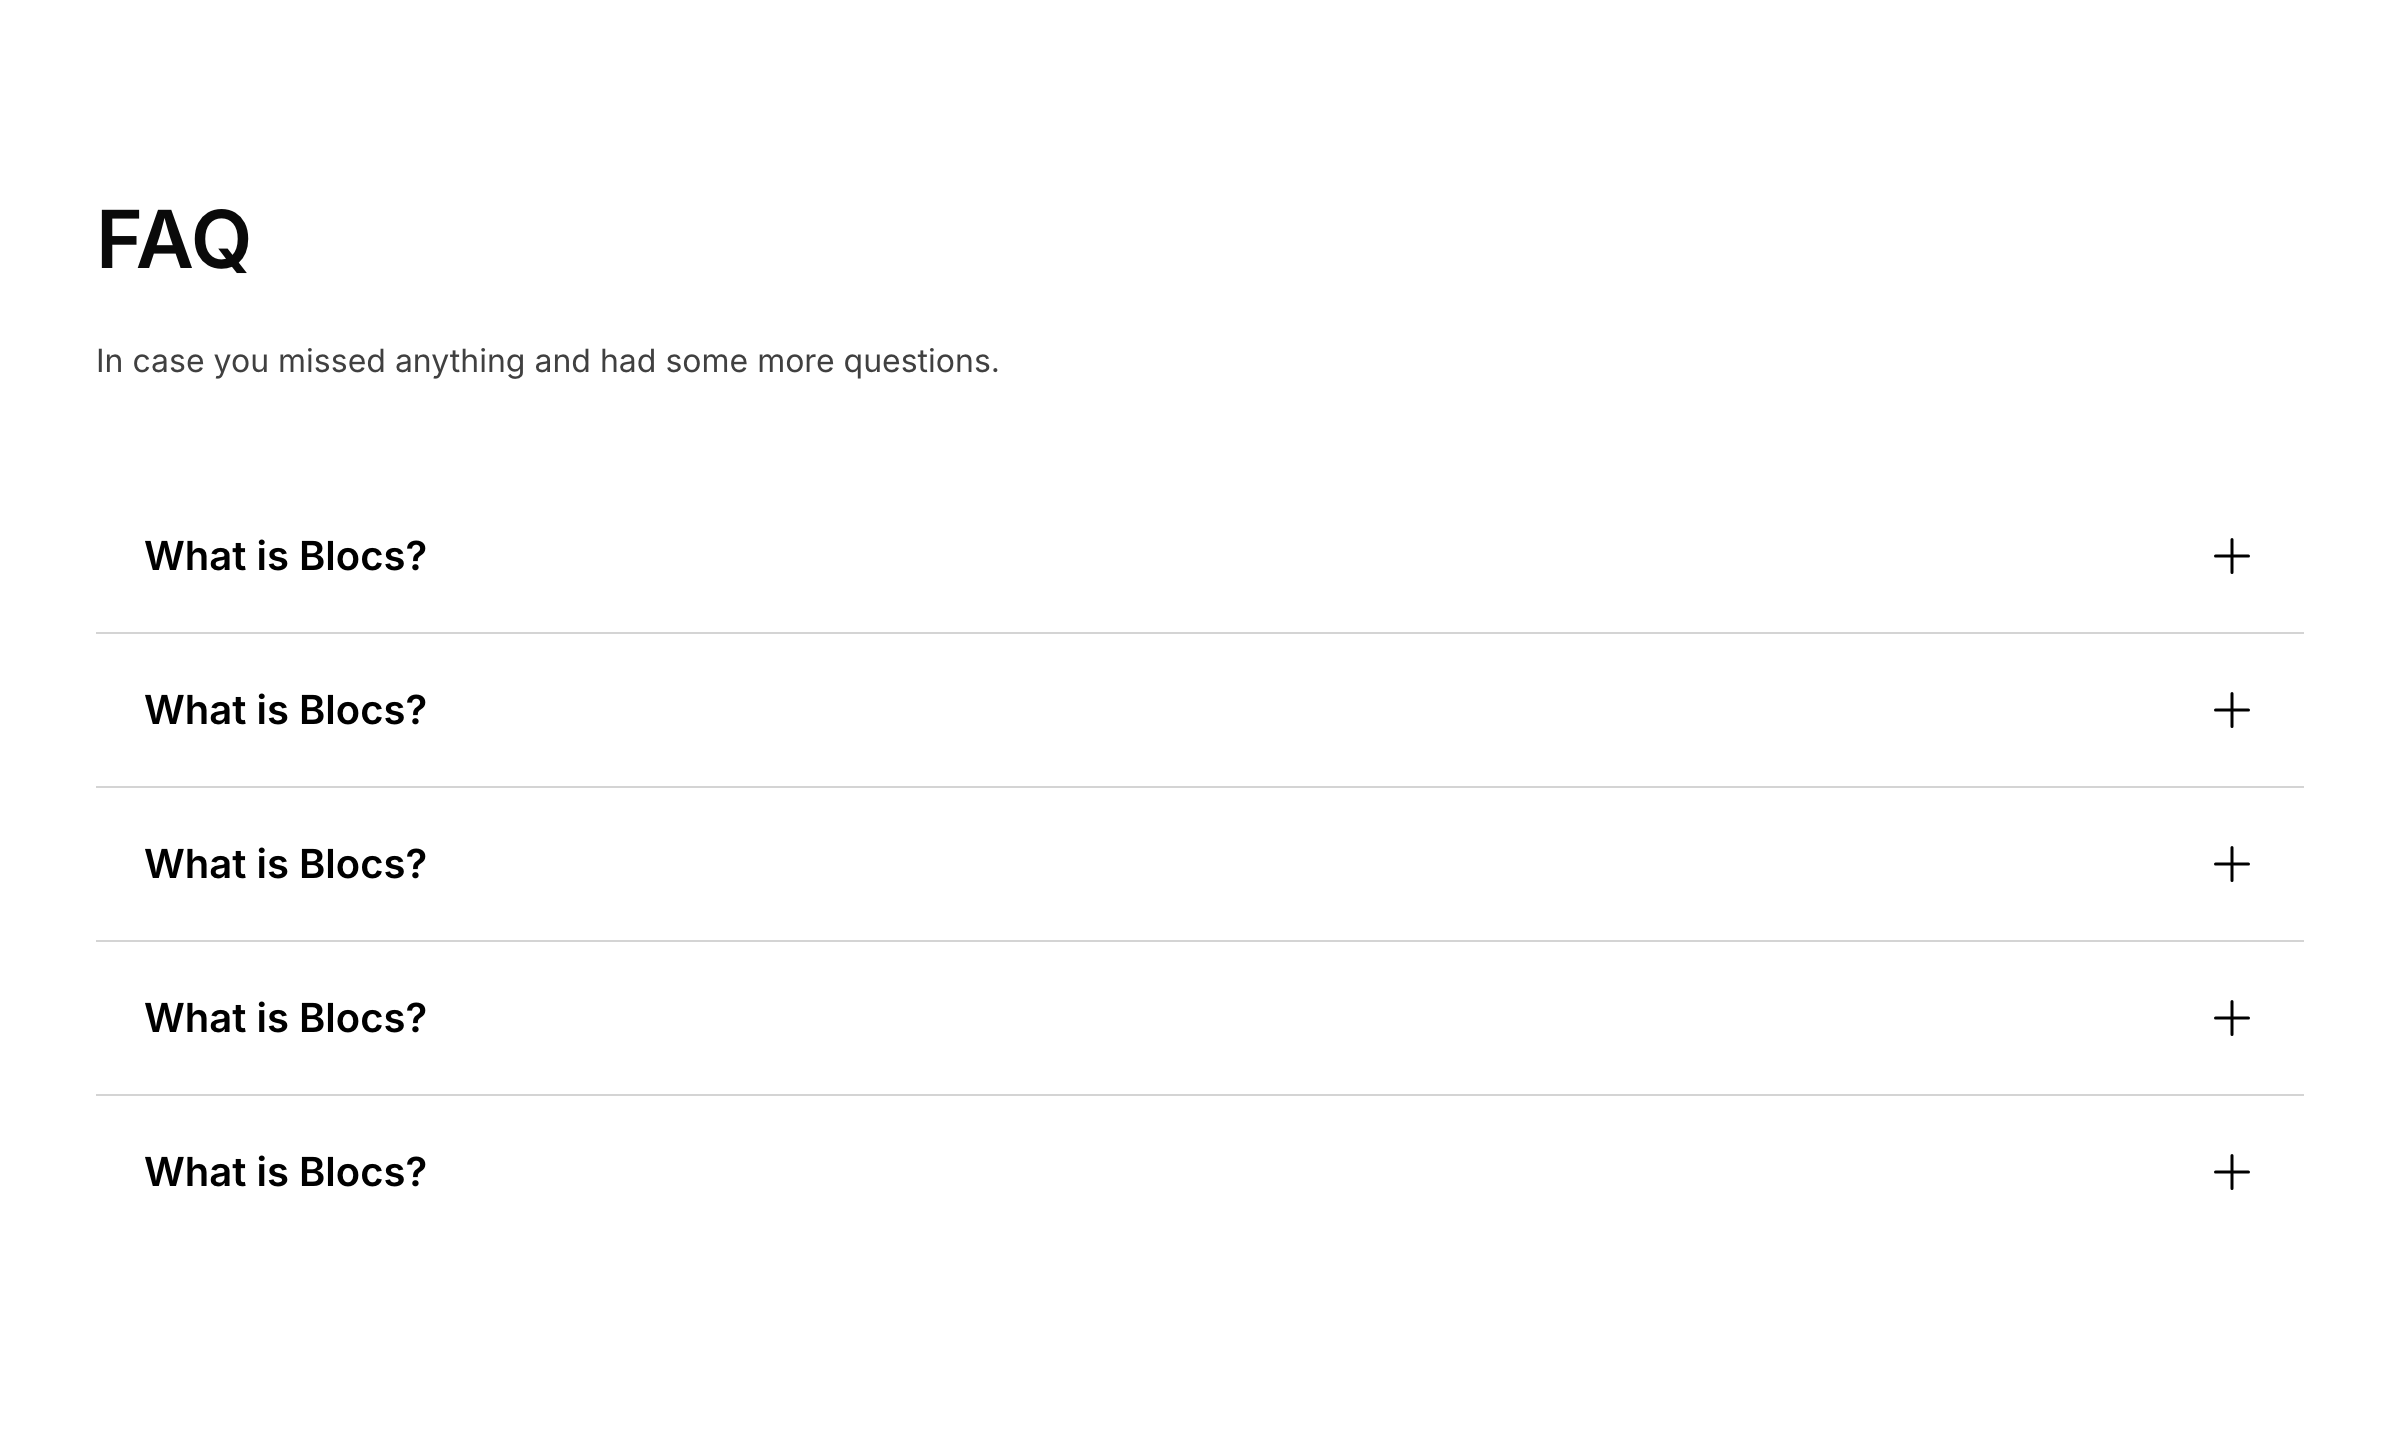 FAQ
In case you missed anything and had some more questions.
What is Blocs?
What is Blocs?
What is Blocs?
What is Blocs?
What is Blocs?